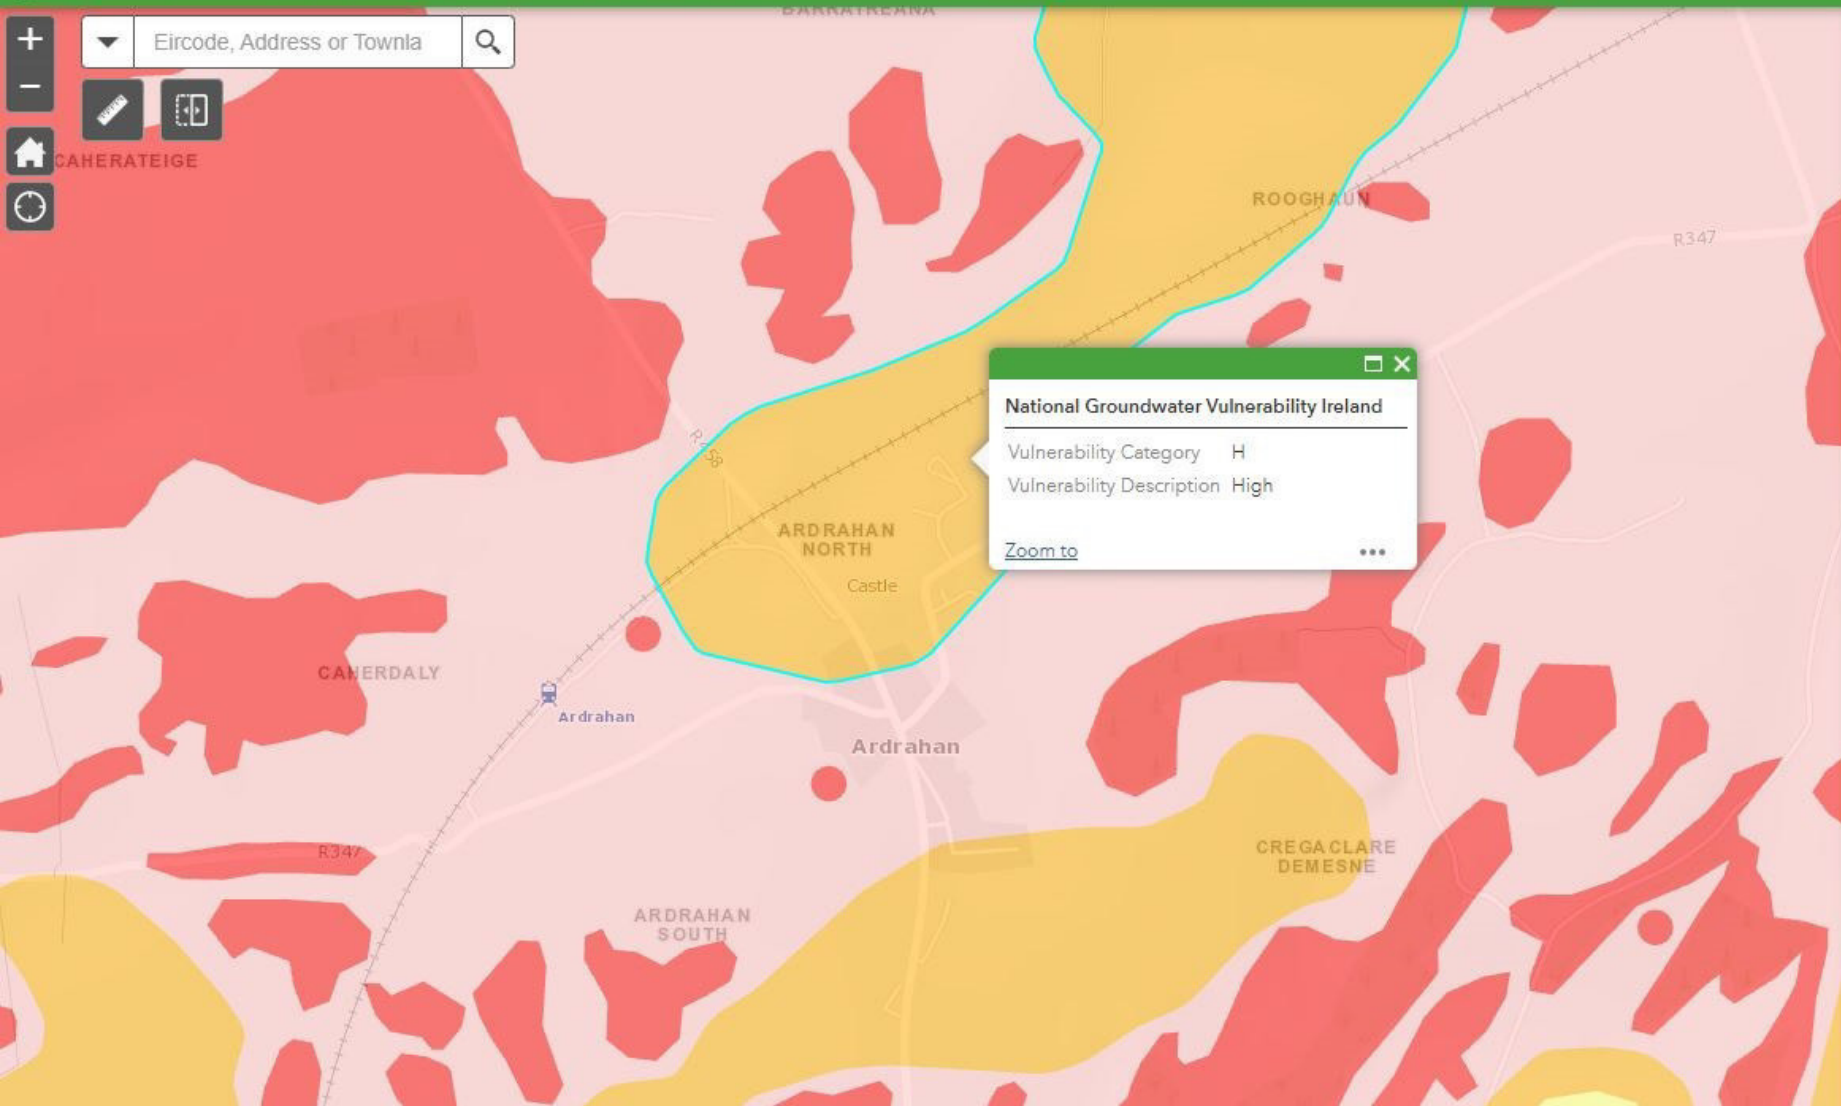 BARRATREANA
Eircode, Address or Townla
CAHERATEIGE
ROOGHAUN
R347
National Groundwater Vulnerability Ireland
Vulnerability Category H
Vulnerability Description High
Zoom to
R458
ARDRAHAN
NORTH
Castle
CAHERDALY
Ardrahan
Ardrahan
R347
CREGACLARE
DEMESNE
ARDRAHAN
SOUTH